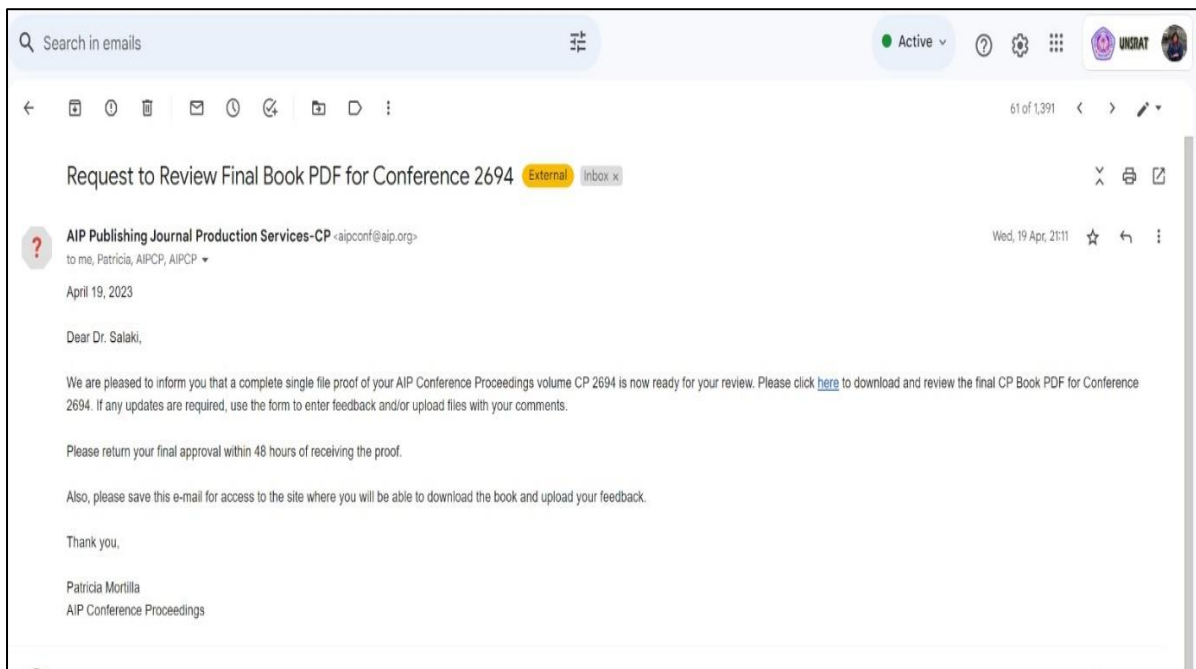 Search in emails
Active
UNSRAT
61 of 1,391
Request to Review Final Book PDF for Conference 2694 External Inbox x
AIP Publishing Journal Production Services-CP <aipconf@aip.org>
Wed, 19 Apr, 21:11
to me, Patricia, AIPCP, AIPCP
April 19, 2023
Dear Dr. Salaki,
We are pleased to inform you that a complete single file proof of your AIP Conference Proceedings volume CP 2694 is now ready for your review. Please click here to download and review the final CP Book PDF for Conference
2694. If any updates are required, use the form to enter feedback and/or upload files with your comments.
Please return your final approval within 48 hours of receiving the proof.
Also, please save this e-mail for access to the site where you will be able to download the book and upload your feedback.
Thank you,
Patricia Mortilla
AIP Conference Proceedings